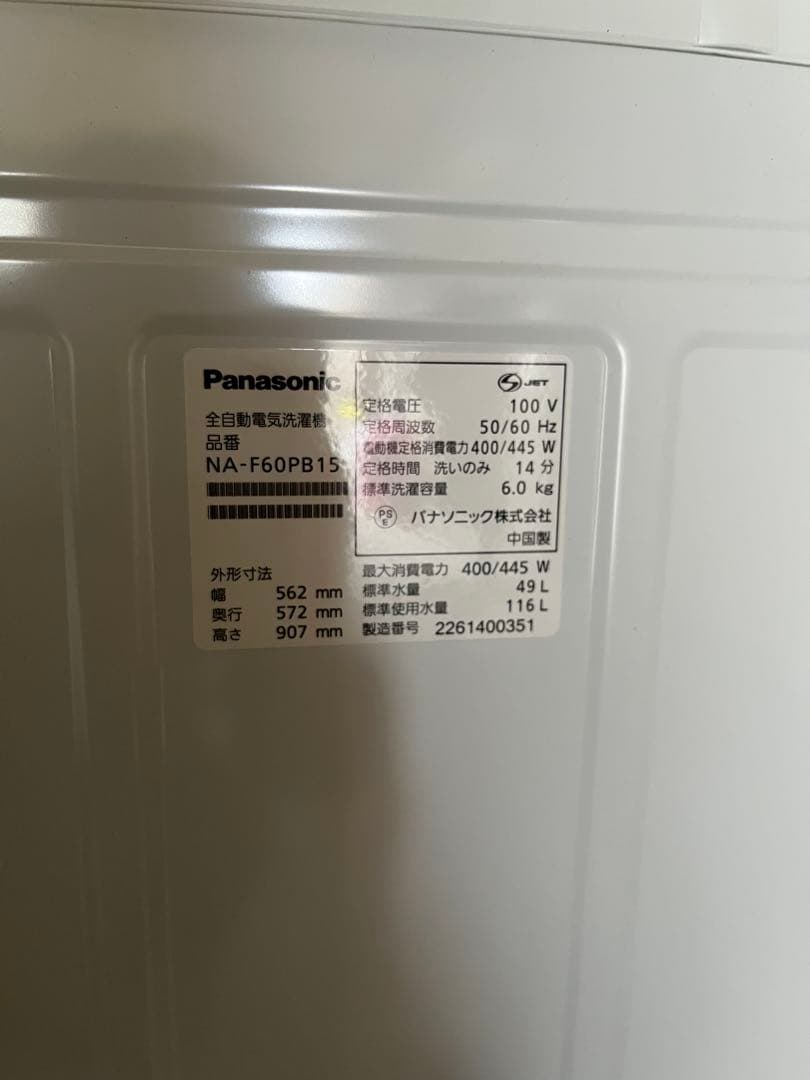 Panasonic
全自動電気洗濯機
品番
NA-F60PB15
外形寸法
幅 562 mm
奥行 572 mm
高さ 907 mm
JET
定格電圧 100 V
定格周波数 50/60 Hz
電動機定格消費電力 400/445 W
定格時間 洗いのみ 14 分
標準洗濯容量 6.0 kg
PS
E
パナソニック株式会社
中国製
最大消費電力 400/445 W
標準水量 49 L
標準使用水量 116 L
製造番号 2261400351